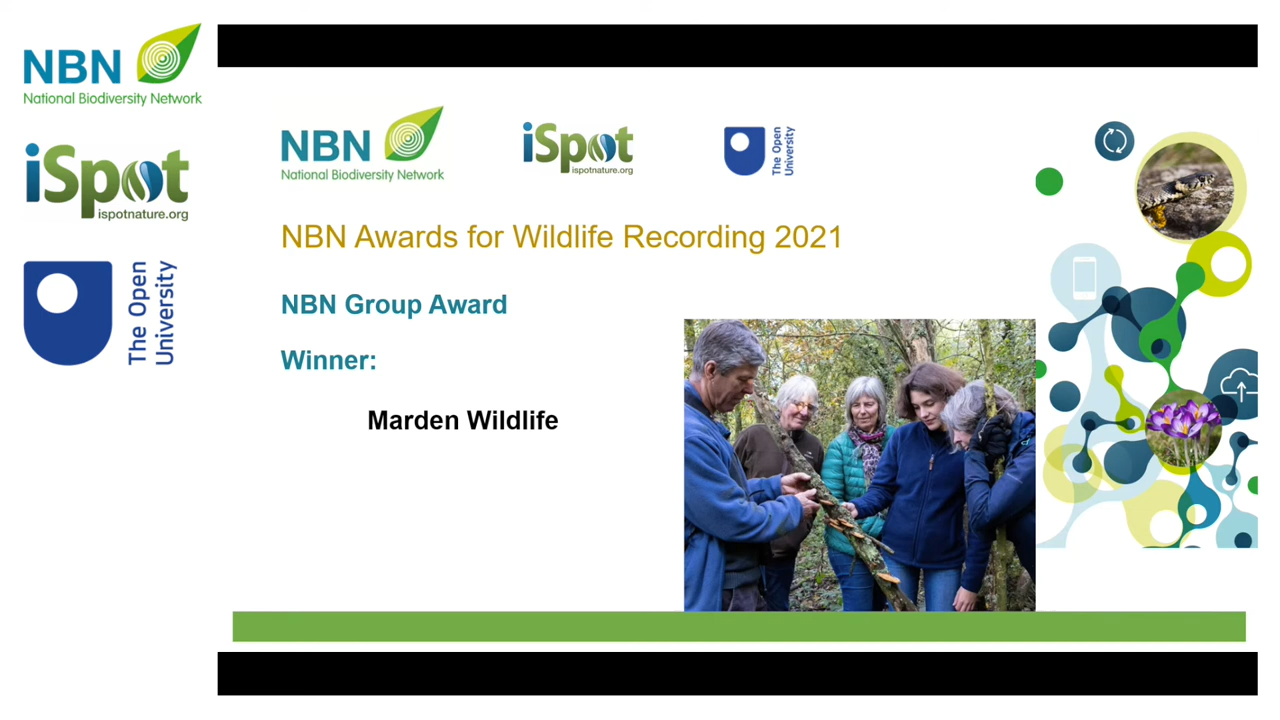 NBN
National Biodiversity Network
iSpot
ispotnature.org
The Open
University
NBN
National Biodiversity Network
iSpot
ispotnature.org
The Open
University
NBN Awards for Wildlife Recording 2021
NBN Group Award
Winner:
Marden Wildlife